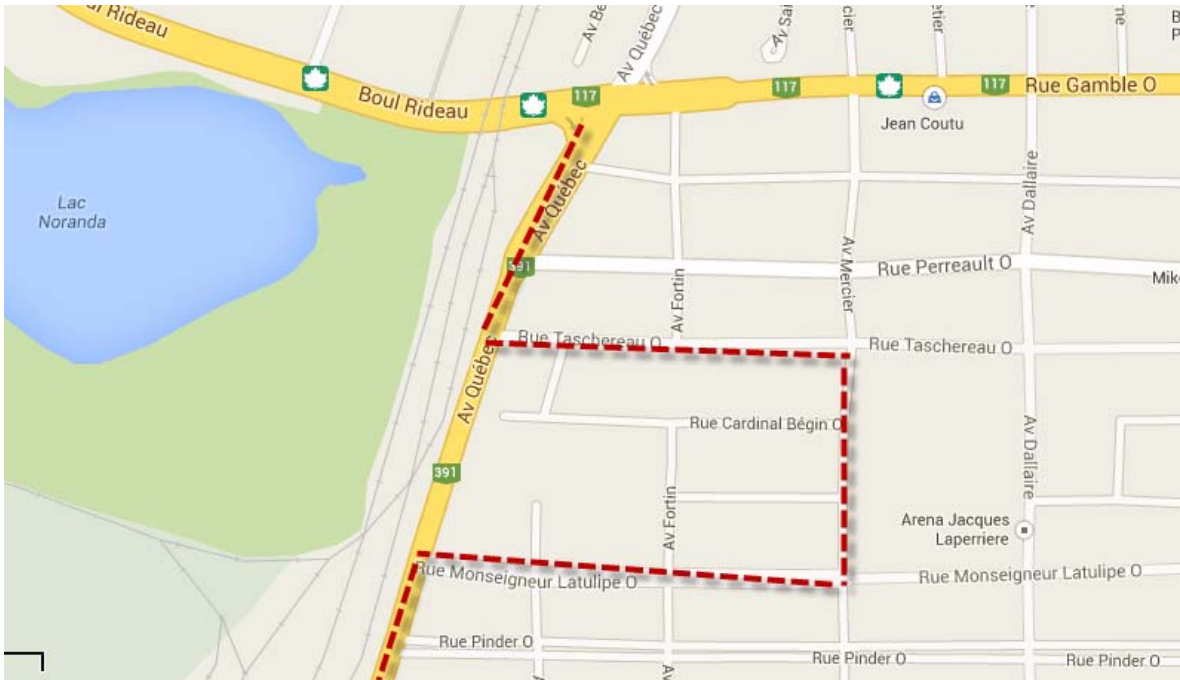 Rideau
Av Québec
117
117
117
Rue Gamble O
Boul Rideau
Jean Coutu
Lac
Noranda
Av Québec
Av Dallaire
Av Mercier
391
Rue Perreault O
Av Fortin
Rue Taschereau O
Rue Taschereau O
Av Québec
Rue Cardinal Bégin O
Av Dallaire
391
Av Fortin
Arena Jacques
Laperriere
Rue Monseigneur Latulipe O
Rue Monseigneur Latulipe O
Rue Pinder O
Rue Pinder O
Rue Pinder O